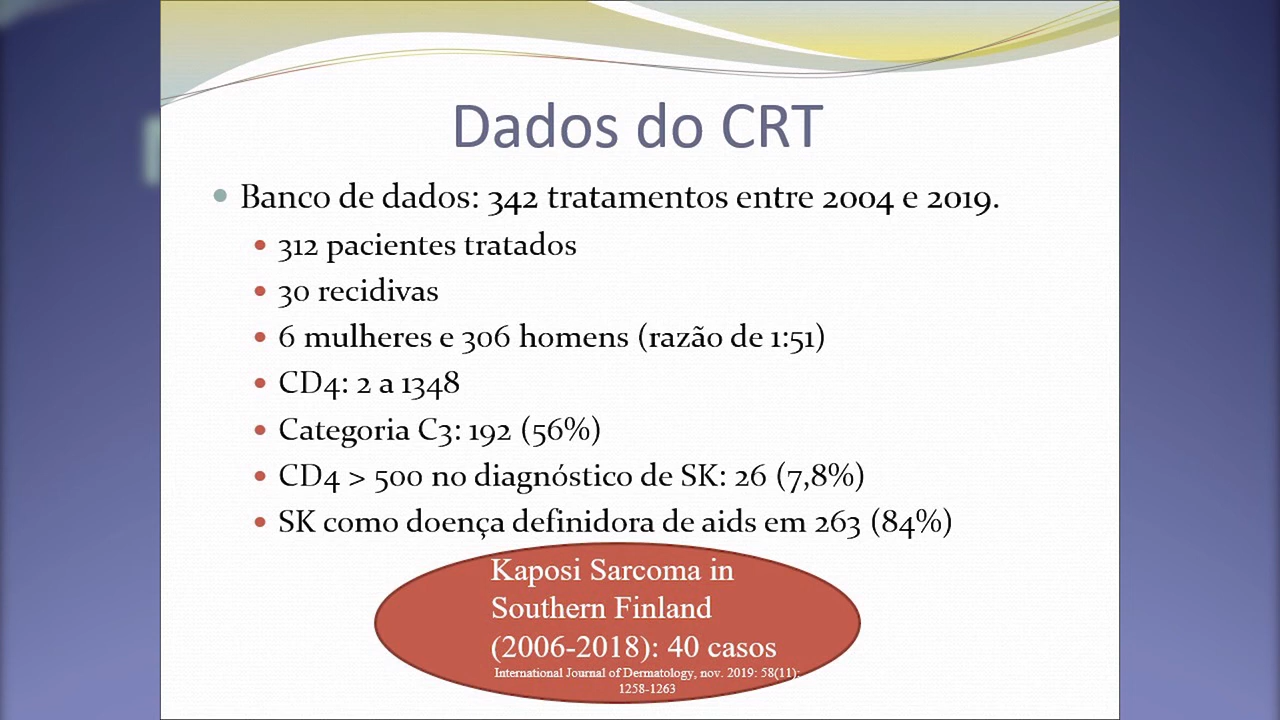 Dados do CRT
Banco de dados: 342 tratamentos entre 2004 e 2019.
312 pacientes tratados
30 recidivas
6 mulheres e 306 homens (razão de 1:51)
CD4: 2 a 1348
Categoria C3: 192 (56%)
CD4 > 500 no diagnóstico de SK: 26 (7,8%)
SK como doença definidora de aids em 263 (84%)
Kaposi Sarcoma in
Southern Finland
(2006-2018): 40 casos
International Journal of Dermatology, nov. 2019: 58(11):
1258-1263